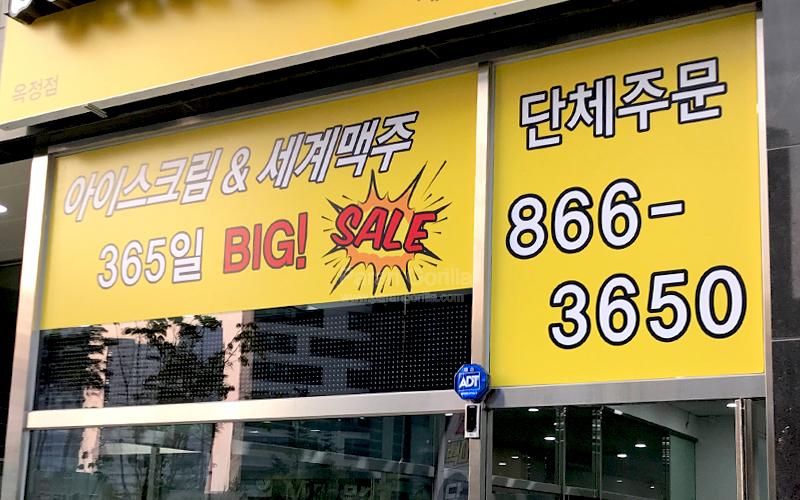 옥정점
아이스크림 & 세계맥주
365일 BIG! SALE
단체주문
866-
3650
ADT